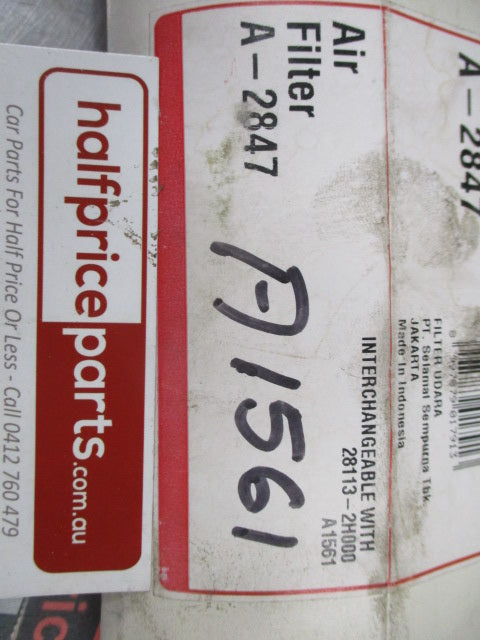 halfpriceparts.com.au
Car Parts For Half Price Or Less - Call 0412 760 479
Air
Filter
A-2847
A-1561
INTERCHANGEABLE WITH
28113-2H000
A1561
A-2847
FILTER UDARA
PT. Selamat Sempurna Tbk.
JAKARTA
Made In Indonesia